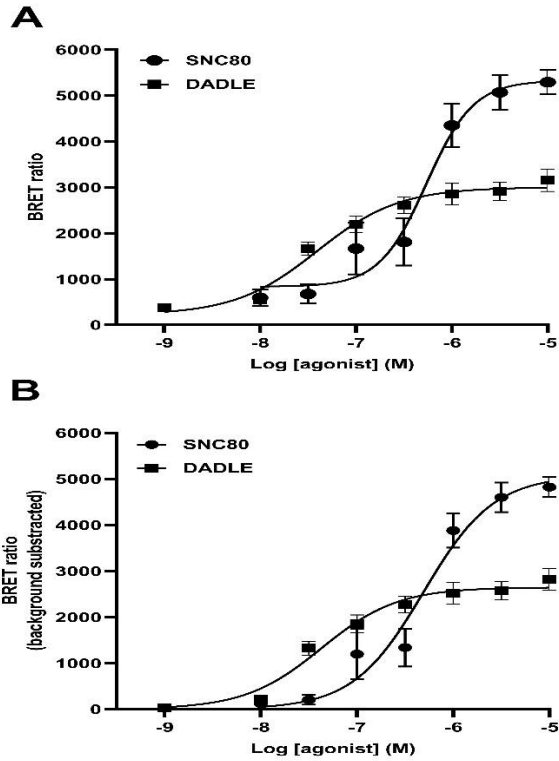 A
SNC80
DADLE
BRET ratio
6000
5000
4000
3000
2000
1000
0
-9 -8 -7 -6 -5
Log [agonist] (M)
B
SNC80
DADLE
BRET ratio
(background substracted)
6000
5000
4000
3000
2000
1000
0
-9 -8 -7 -6 -5
Log [agonist] (M)